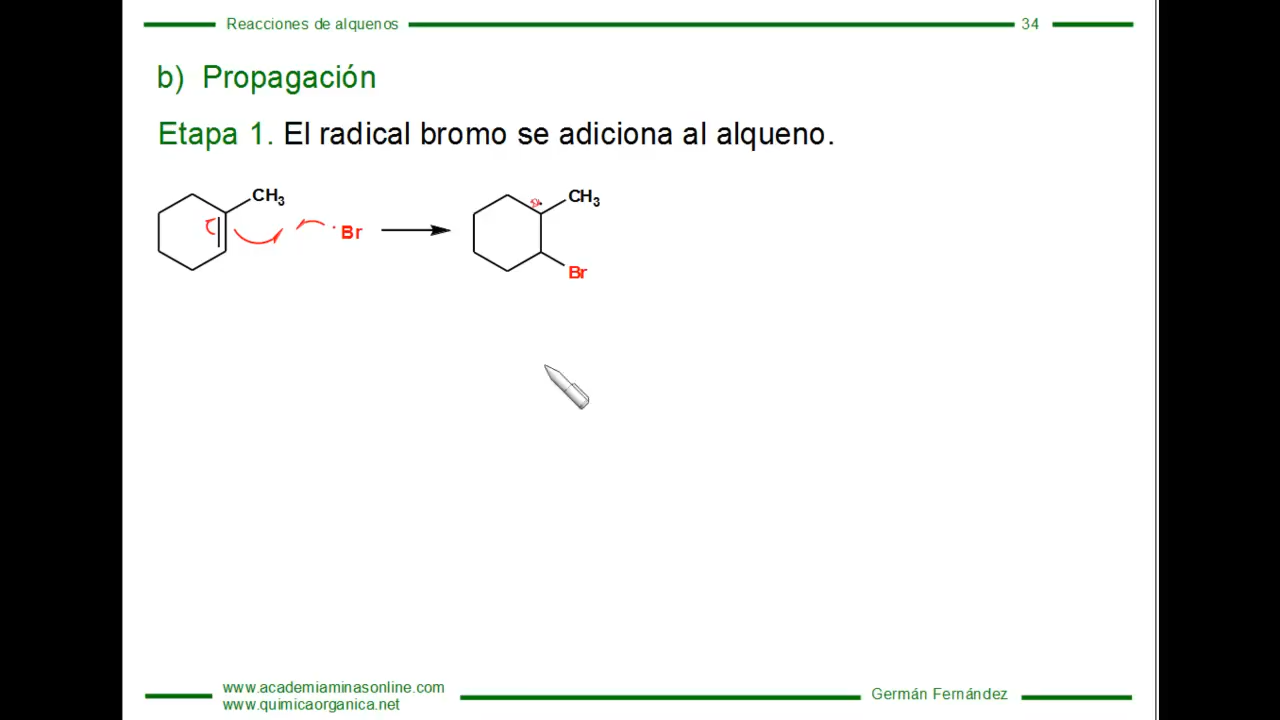 Reacciones de alquenos 34
b) Propagación
Etapa 1. El radical bromo se adiciona al alqueno.
CH3 CH3
·Br
Br
www.academiaminasonline.com
www.quimicaorganica.net
Germán Fernández